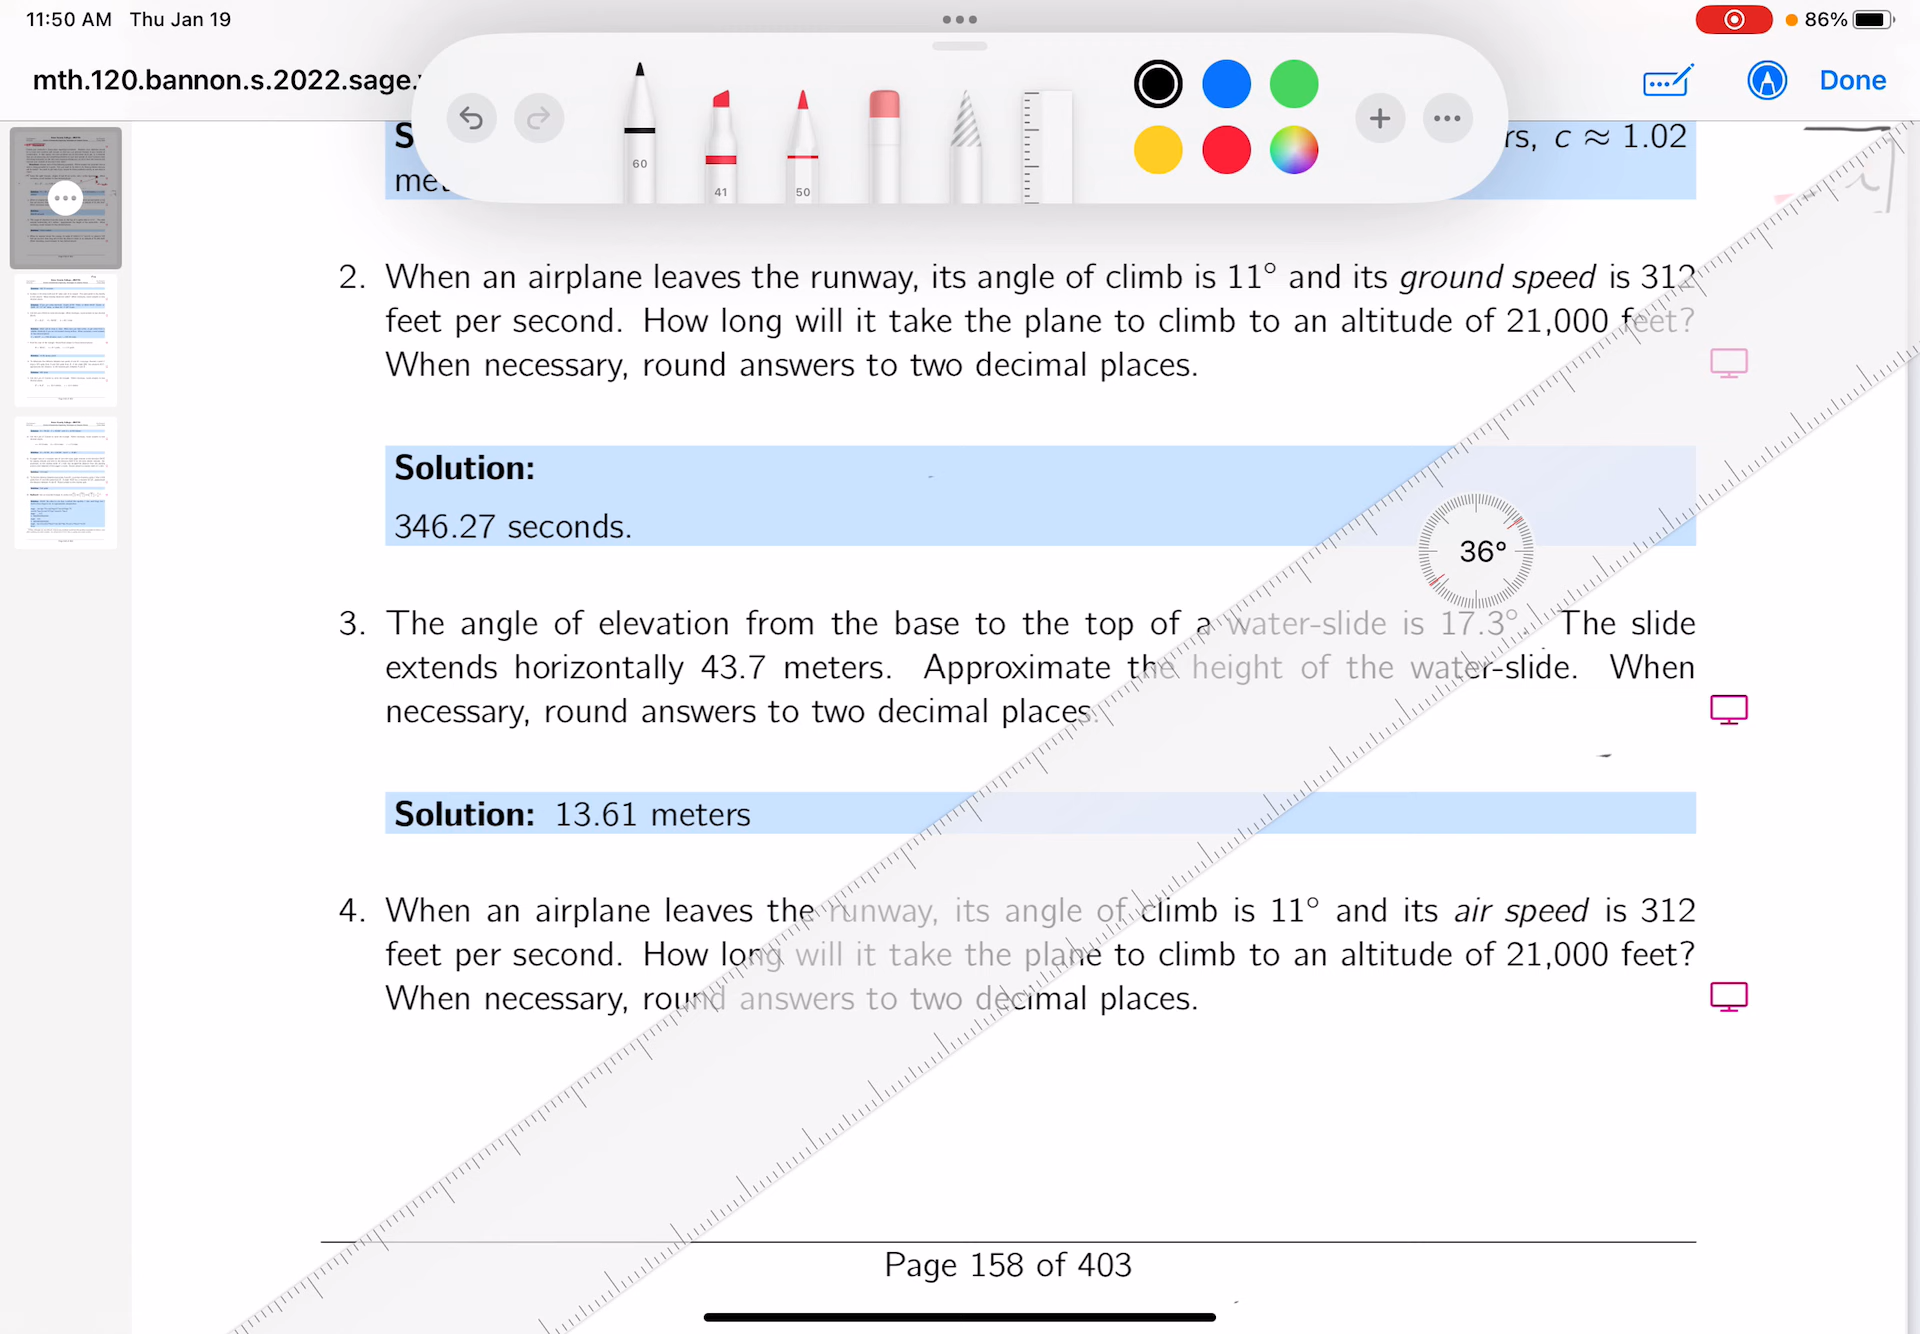 11:50 AM Thu Jan 19
86%
mth.120.bannon.s.2022.sage.
Done
60
41
50
S
rs, c ≈ 1.02
me
2. When an airplane leaves the runway, its angle of climb is 11° and its ground speed is 312
feet per second. How long will it take the plane to climb to an altitude of 21,000 feet?
When necessary, round answers to two decimal places.
Solution:
346.27 seconds.
36°
3. The angle of elevation from the base to the top of a water-slide is 17.3°. The slide
extends horizontally 43.7 meters. Approximate the height of the water-slide. When
necessary, round answers to two decimal places.
Solution: 13.61 meters
4. When an airplane leaves the runway, its angle of climb is 11° and its air speed is 312
feet per second. How long will it take the plane to climb to an altitude of 21,000 feet?
When necessary, round answers to two decimal places.
Page 158 of 403